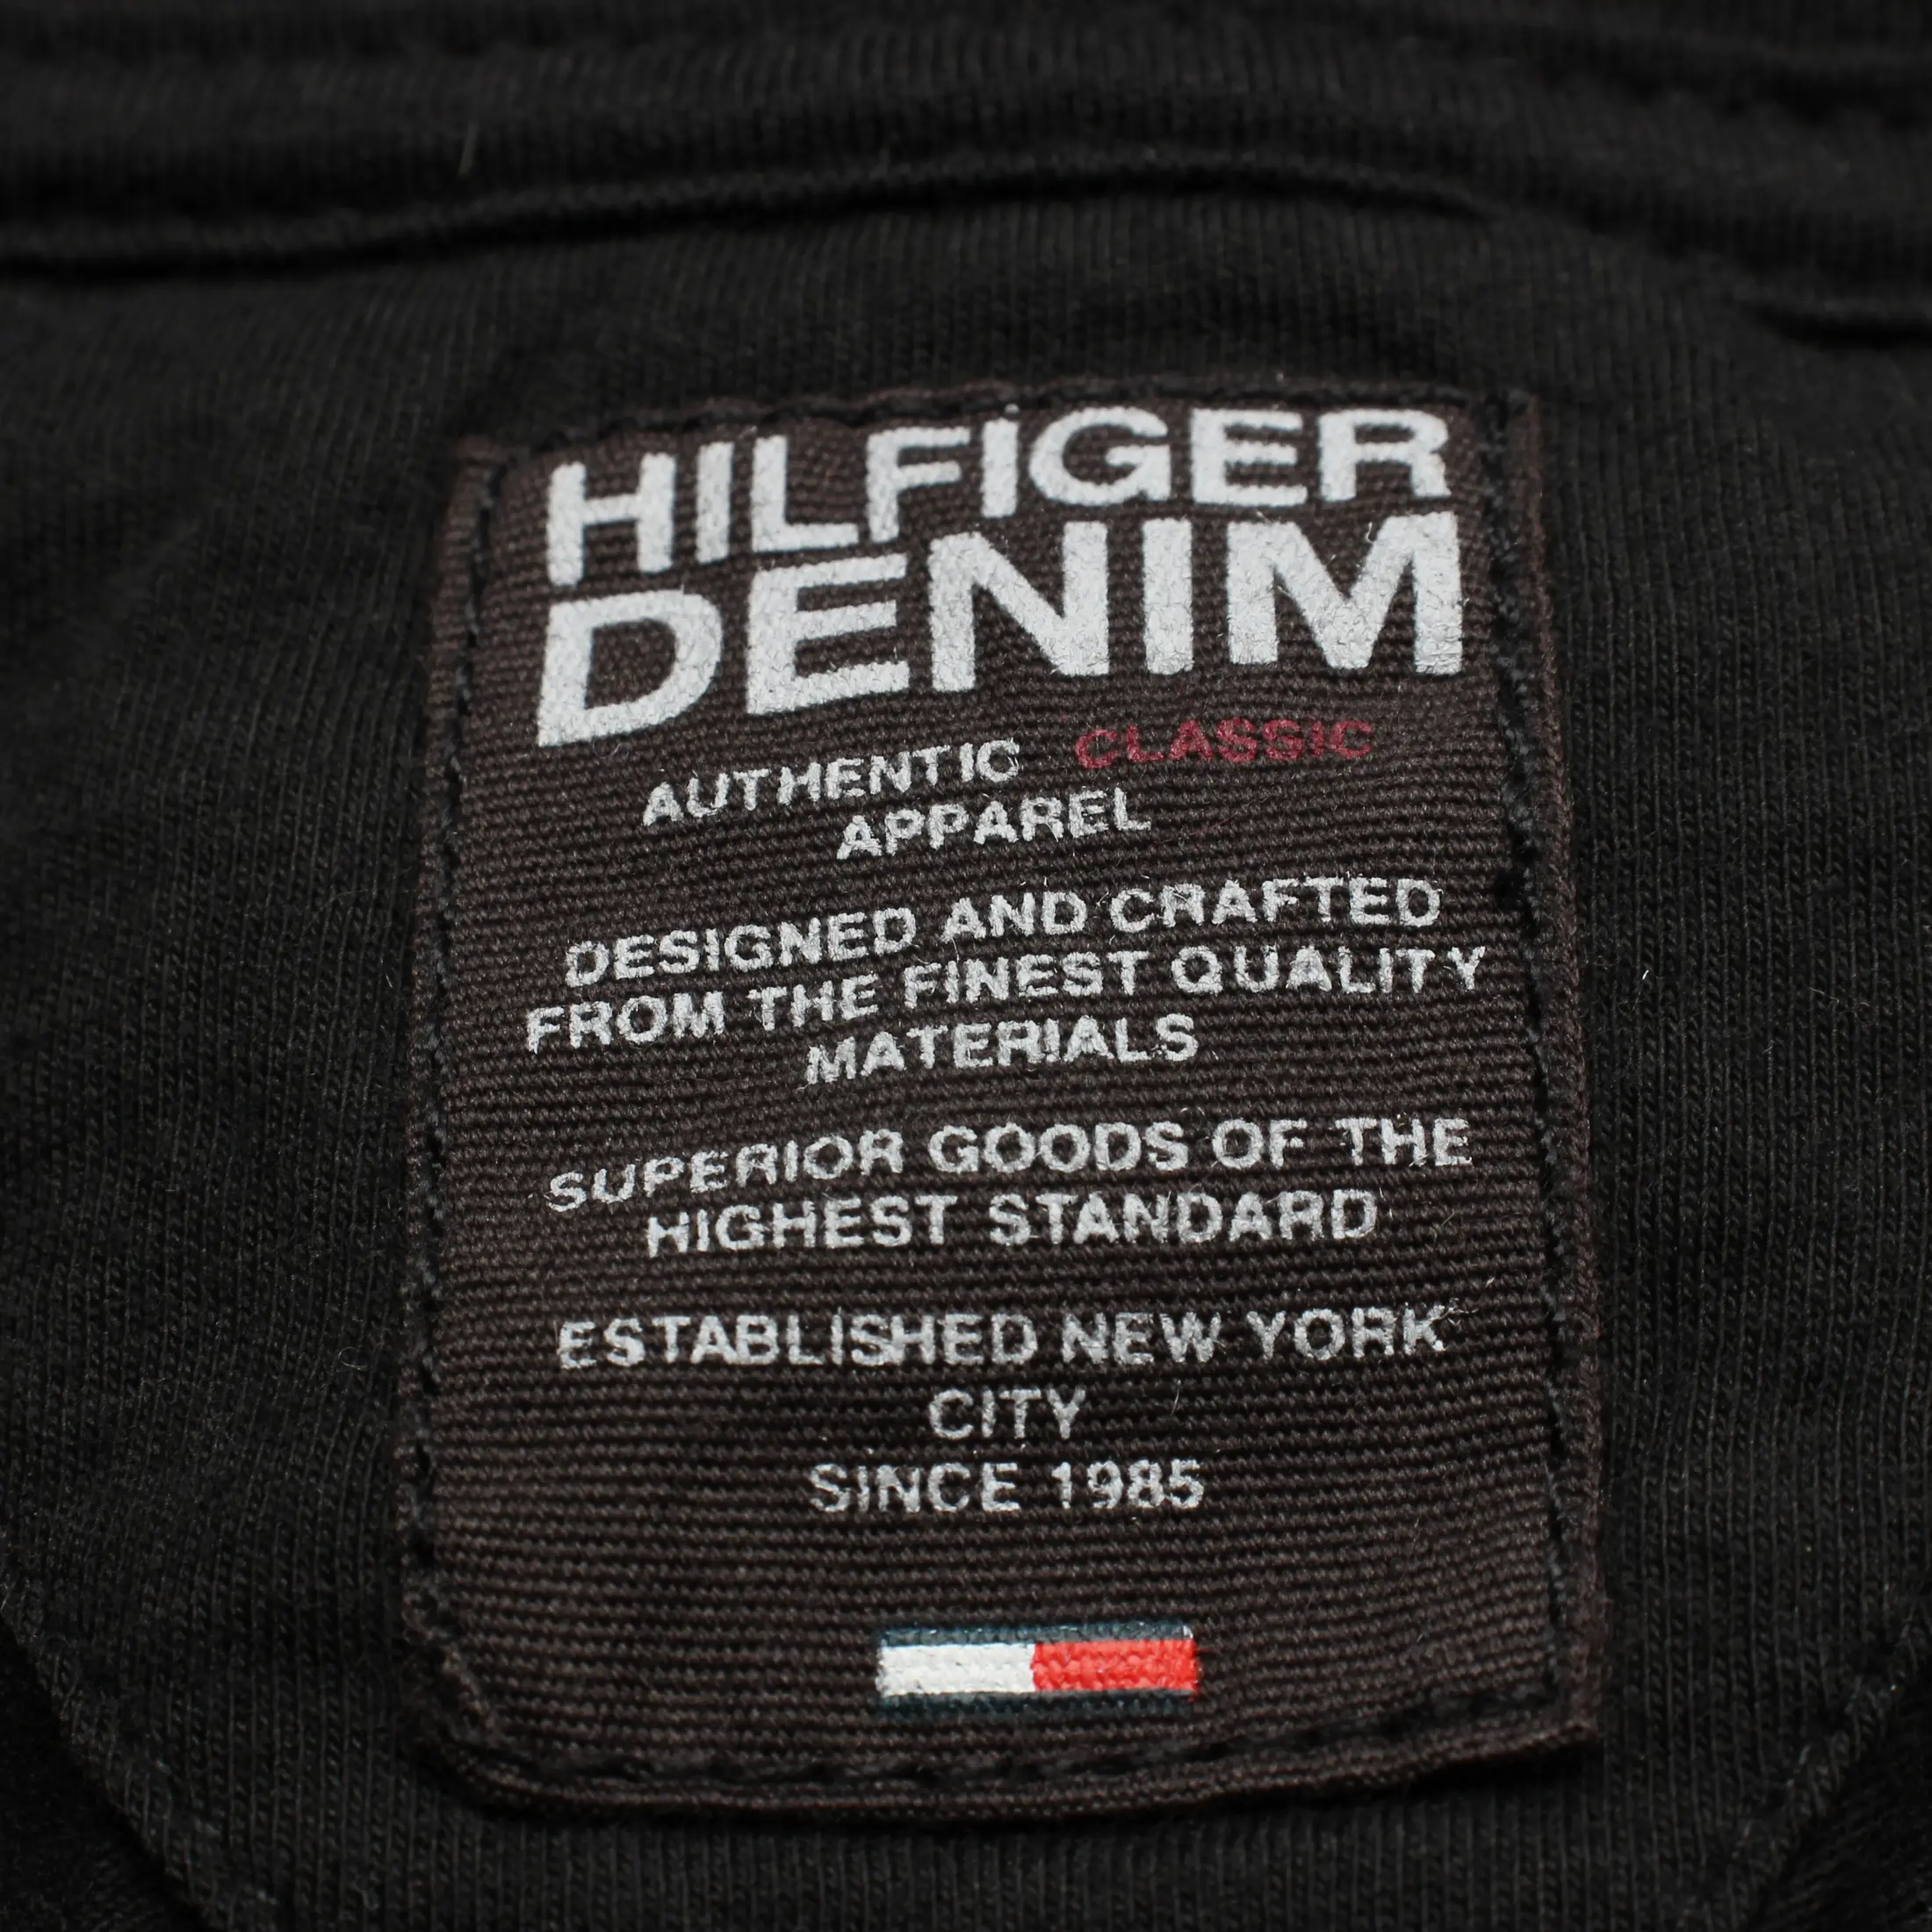 HILFIGER
DENIM
AUTHENTIC CLASSIC
APPAREL
DESIGNED AND CRAFTED
FROM THE FINEST QUALITY
MATERIALS
SUPERIOR GOODS OF THE
HIGHEST STANDARD
ESTABLISHED NEW YORK
CITY
SINCE 1985